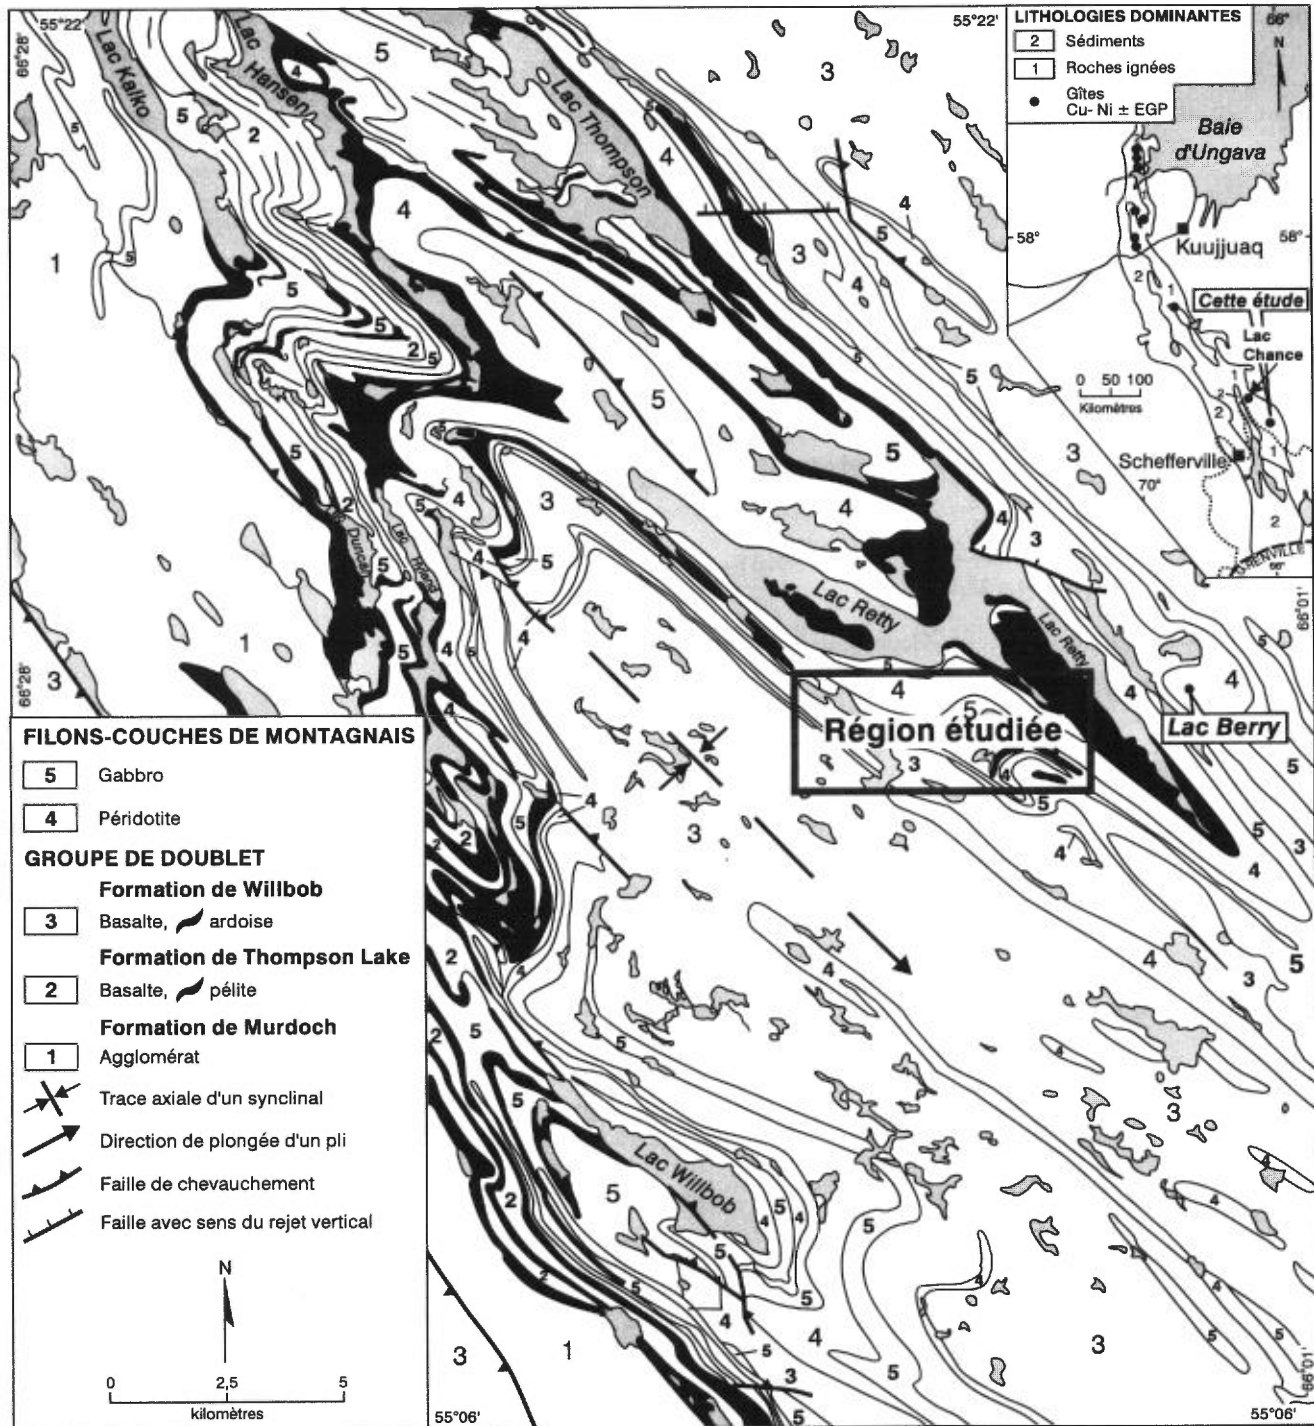 55°22'
55°22'
66°28'
Lac Kalko
Lac Hansen
Lac Thompson
LITHOLOGIES DOMINANTES
2 Sédiments
1 Roches ignées
Gîtes
Cu- Ni ± EGP
66°
N
Baie
d'Ungava
58°
58°
Kuujjuaq
Cette étude
Lac
Chance
0 50 100
Kilomètres
Schefferville
70°
66°
Duncan
Lac Retty
Lac Retty
66°01'
66°28'
Région étudiée
Lac Berry
FILONS-COUCHES DE MONTAGNAIS
5 Gabbro
4 Péridotite
GROUPE DE DOUBLET
Formation de Willbob
3 Basalte, ardoise
Formation de Thompson Lake
2 Basalte, pélite
Formation de Murdoch
1 Agglomérat
Trace axiale d'un synclinal
Direction de plongée d'un pli
Faille de chevauchement
Faille avec sens du rejet vertical
N
0 2,5 5
kilomètres
Lac Willbob
55°06'
55°06'
66°01'